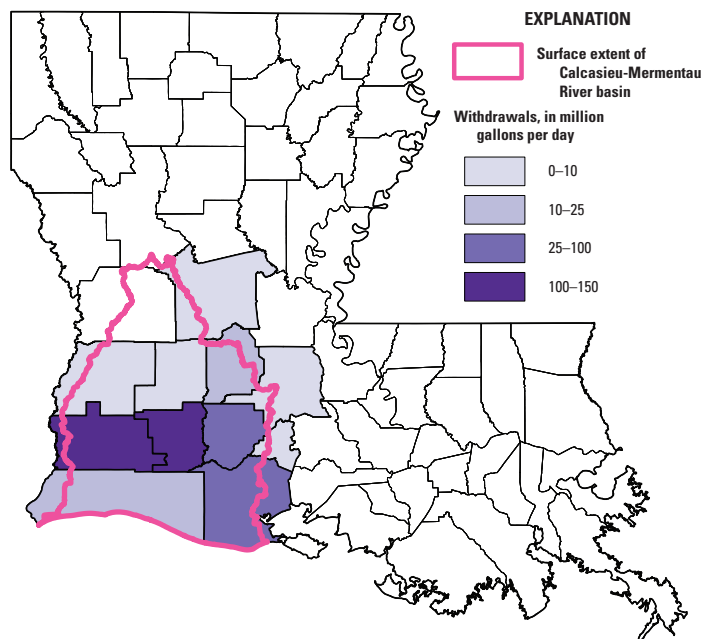 EXPLANATION
Surface extent of
Calcasieu-Mermentau
River basin
Withdrawals, in million
gallons per day
0–10
10–25
25–100
100–150